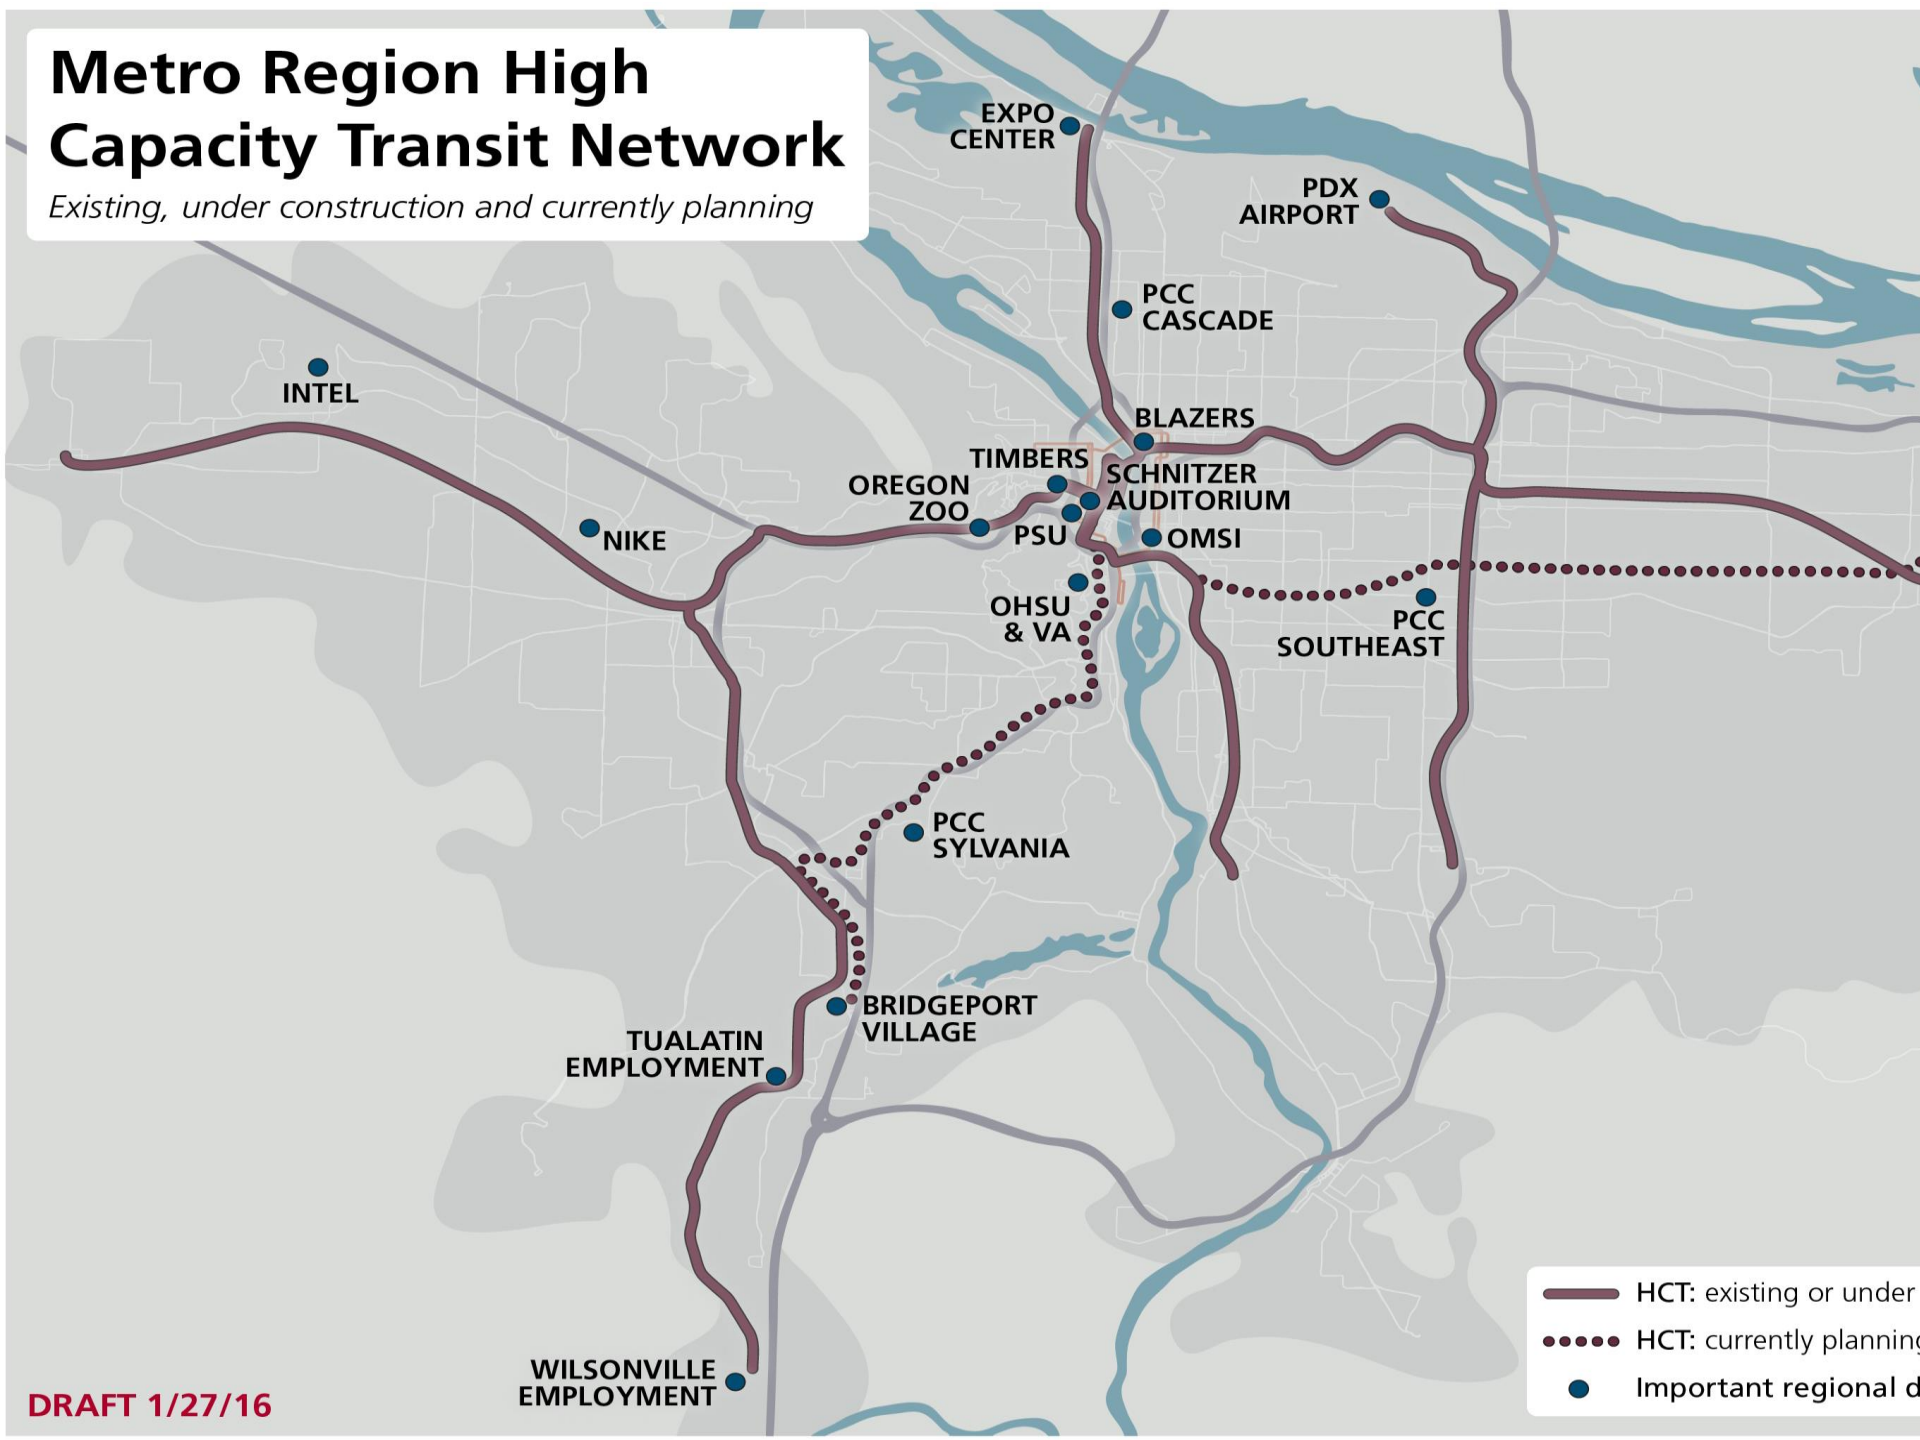 Metro Region High
Capacity Transit Network
Existing, under construction and currently planning
EXPO
CENTER
PDX
AIRPORT
PCC
CASCADE
INTEL
BLAZERS
TIMBERS
SCHNITZER
AUDITORIUM
OREGON
ZOO
PSU
OMSI
NIKE
OHSU
& VA
PCC
SOUTHEAST
PCC
SYLVANIA
BRIDGEPORT
VILLAGE
TUALATIN
EMPLOYMENT
WILSONVILLE
EMPLOYMENT
HCT: existing or under
HCT: currently planning
Important regional d
DRAFT 1/27/16